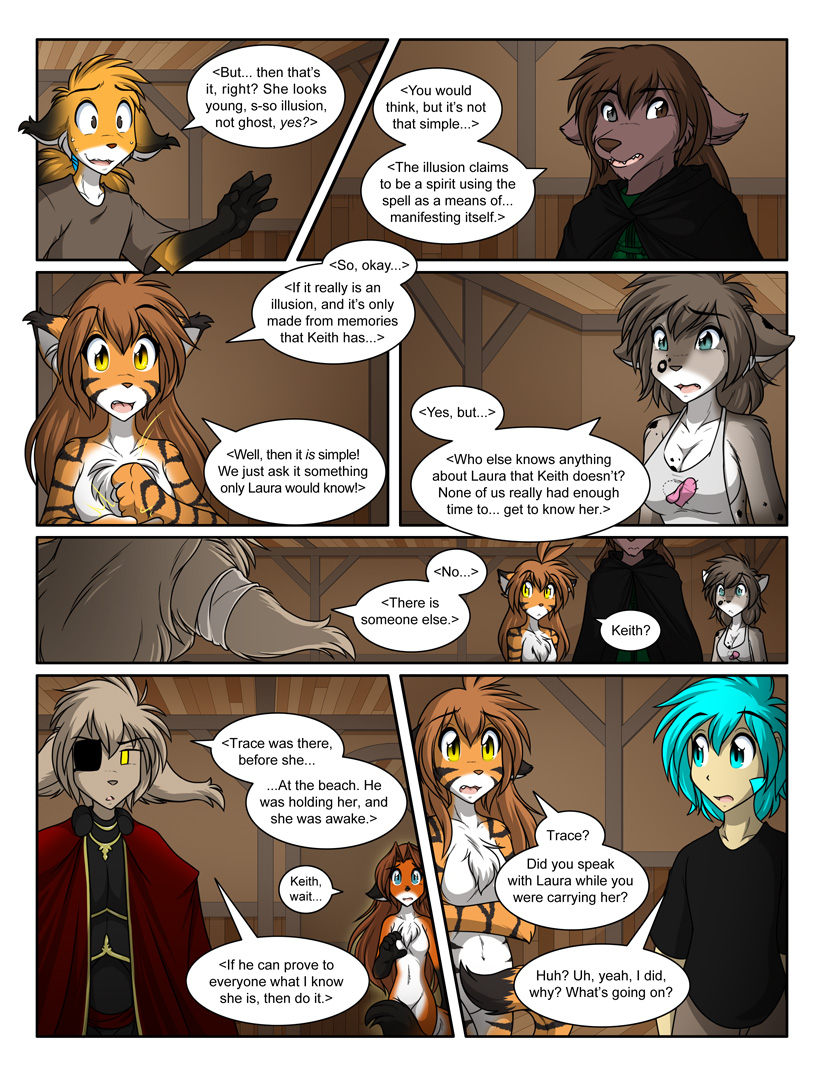 <But... then that's
it, right? She looks
young, s-so illusion,
not ghost, yes?>
<You would
think, but it's not
that simple...>
<The illusion claims
to be a spirit using the
spell as a means of...
manifesting itself.>
<So, okay...>
<If it really is an
illusion, and it's only
made from memories
that Keith has...>
<Well, then it is simple!
We just ask it something
only Laura would know!>
<Yes, but...>
<Who else knows anything
about Laura that Keith doesn't?
None of us really had enough
time to... get to know her.>
<No...>
<There is
someone else.>
Keith?
<Trace was there,
before she...
...At the beach. He
was holding her, and
she was awake.>
Keith,
wait...
<If he can prove to
everyone what I know
she is, then do it.>
Trace?
Did you speak
with Laura while you
were carrying her?
Huh? Uh, yeah, I did,
why? What's going on?